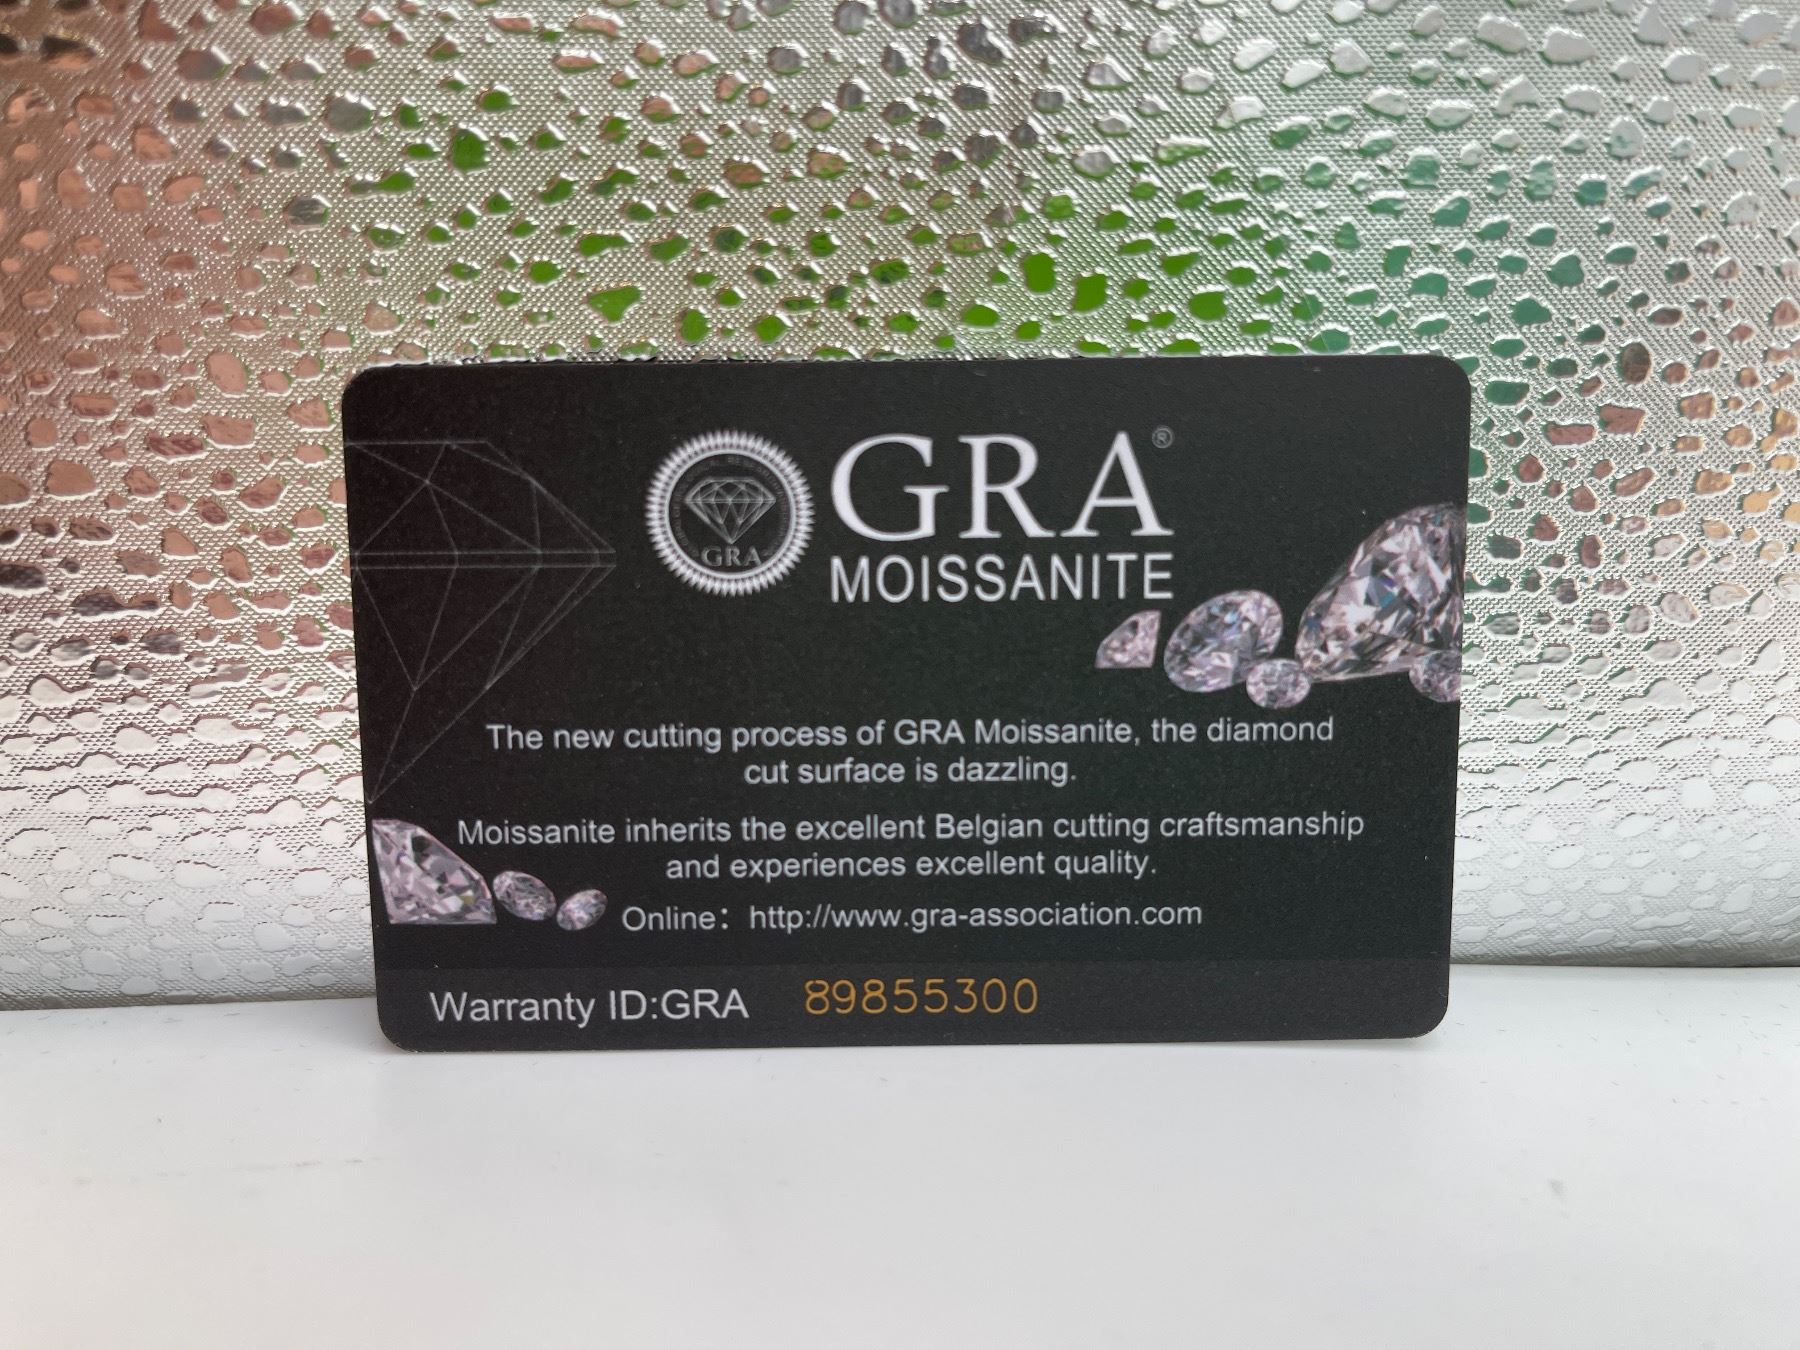 GRA®
MOISSANITE
GRA
The new cutting process of GRA Moissanite, the diamond
cut surface is dazzling.
Moissanite inherits the excellent Belgian cutting craftsmanship
and experiences excellent quality.
Online： http://www.gra-association.com
Warranty ID:GRA 89855300